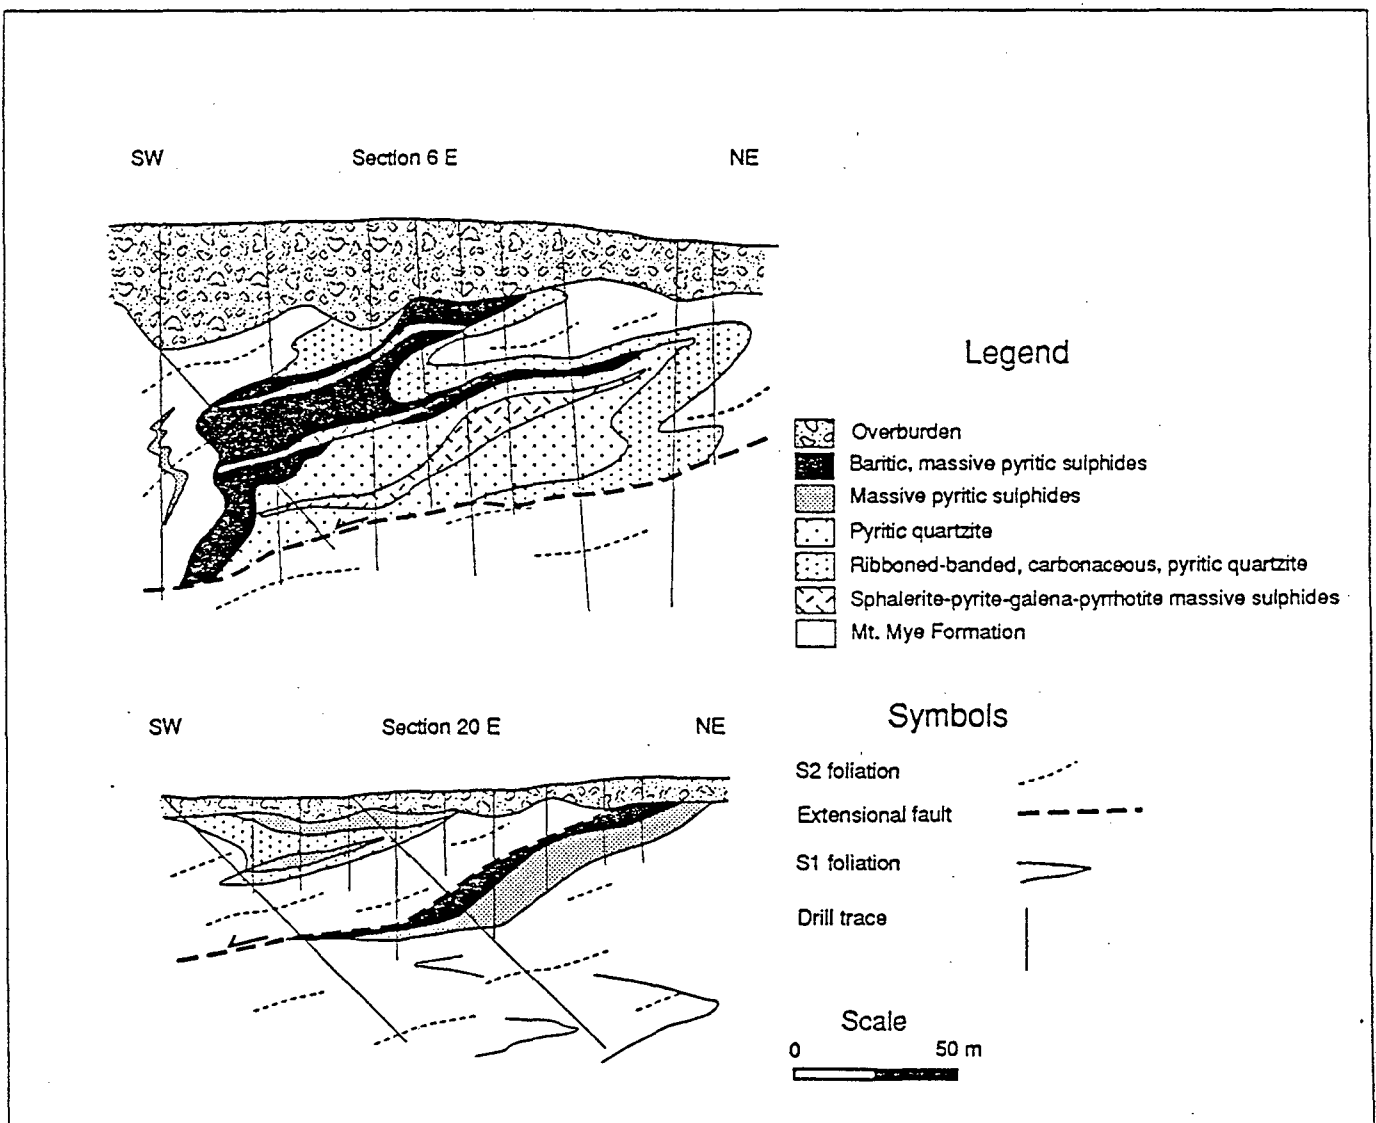 SW Section 6 E NE
Legend
Overburden
Baritic, massive pyritic sulphides
Massive pyritic sulphides
Pyritic quartzite
Ribboned-banded, carbonaceous, pyritic quartzite
Sphalerite-pyrite-galena-pyrrhotite massive sulphides
Mt. Mye Formation
SW Section 20 E NE
Symbols
S2 foliation
Extensional fault
S1 foliation
Drill trace
Scale
0 50 m